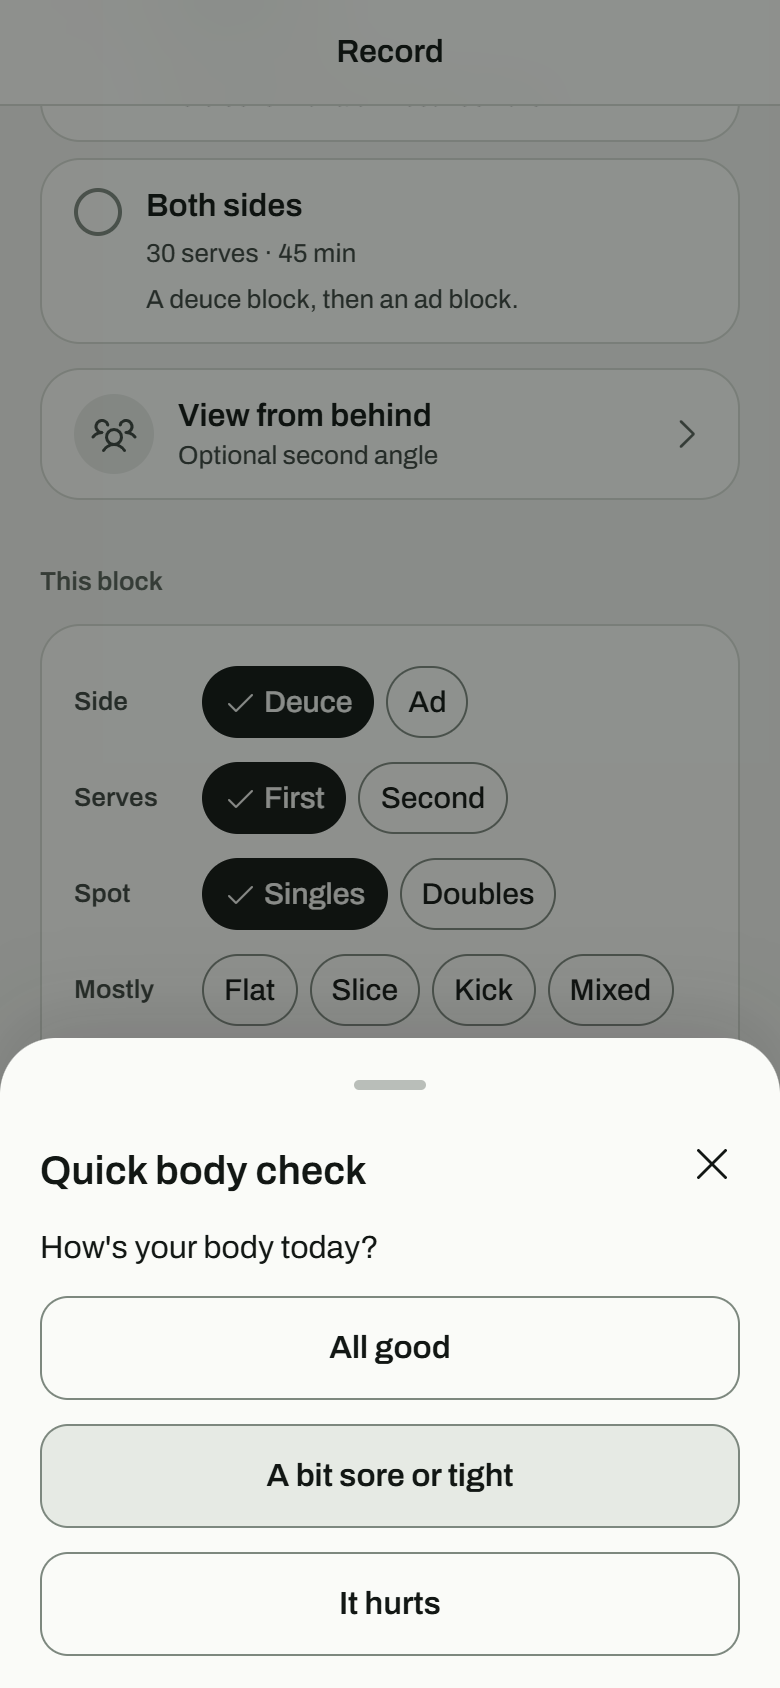 Record
Both sides
30 serves · 45 min
A deuce block, then an ad block.
View from behind
Optional second angle
This block
Side Deuce Ad
Serves First Second
Spot Singles Doubles
Mostly Flat Slice Kick Mixed
Quick body check
How's your body today?
All good
A bit sore or tight
It hurts